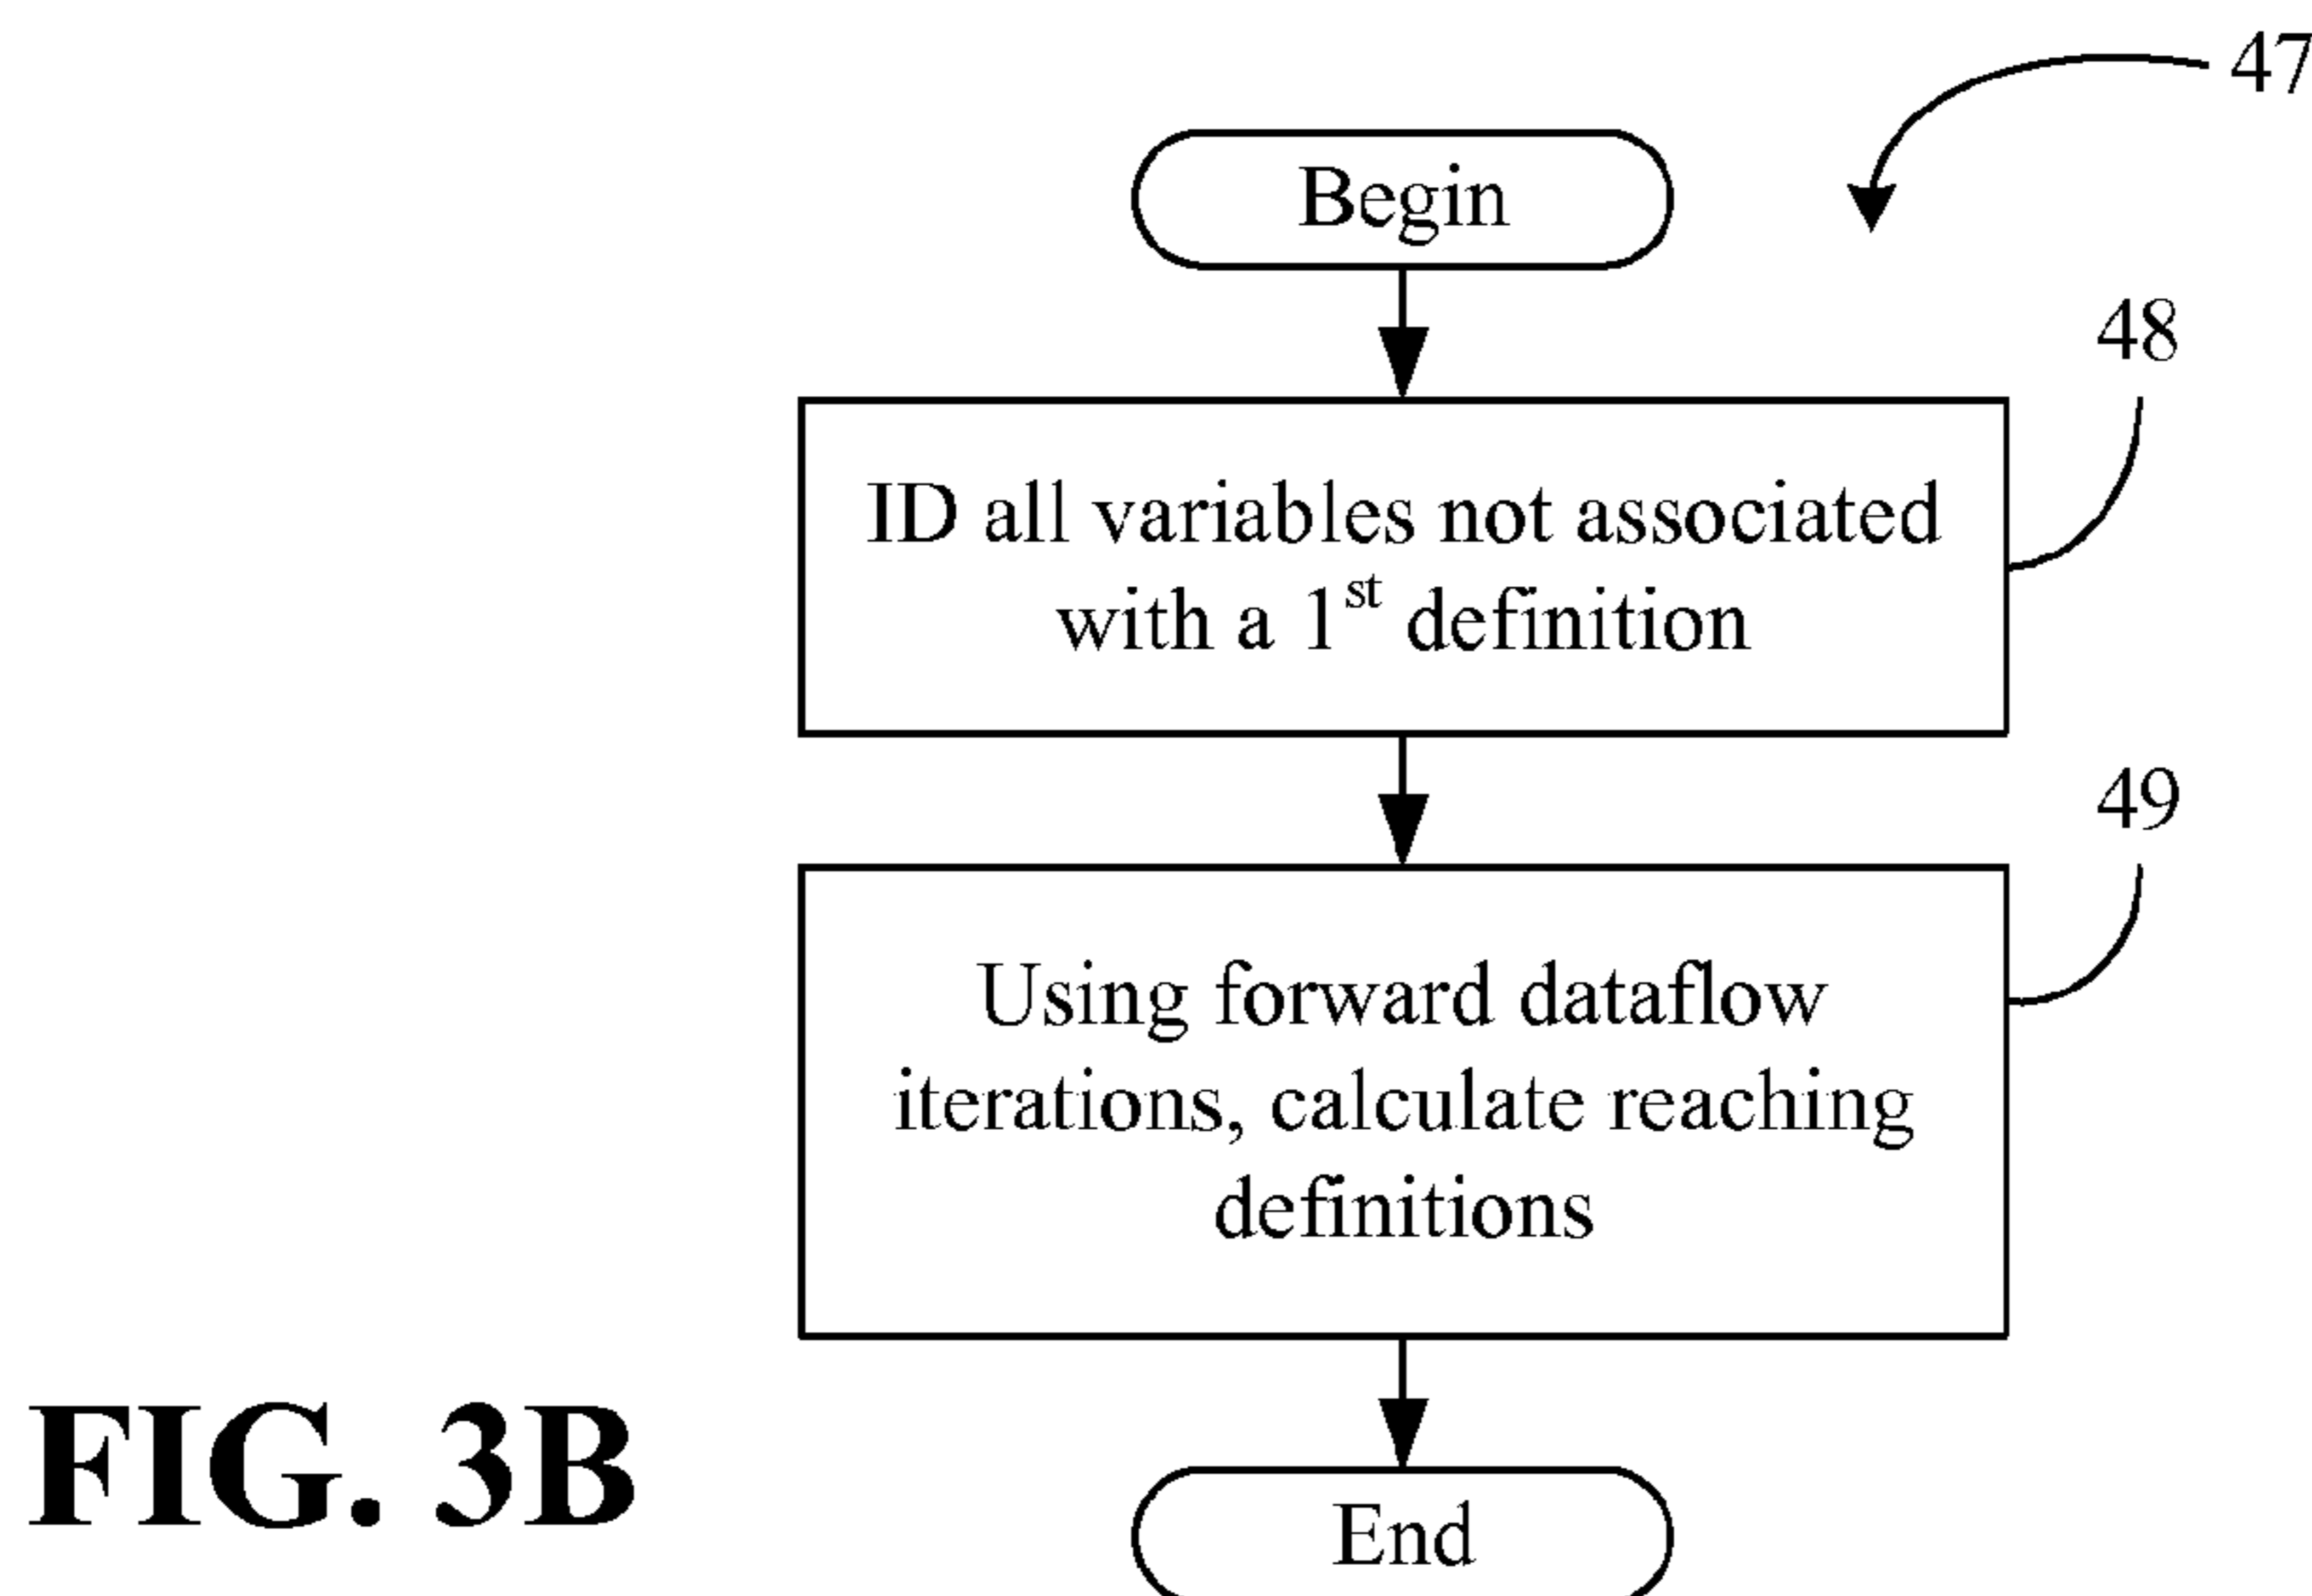 47
Begin
48
ID all variables not associated
with a 1st definition
49
Using forward dataflow
iterations, calculate reaching
definitions
FIG. 3B
End